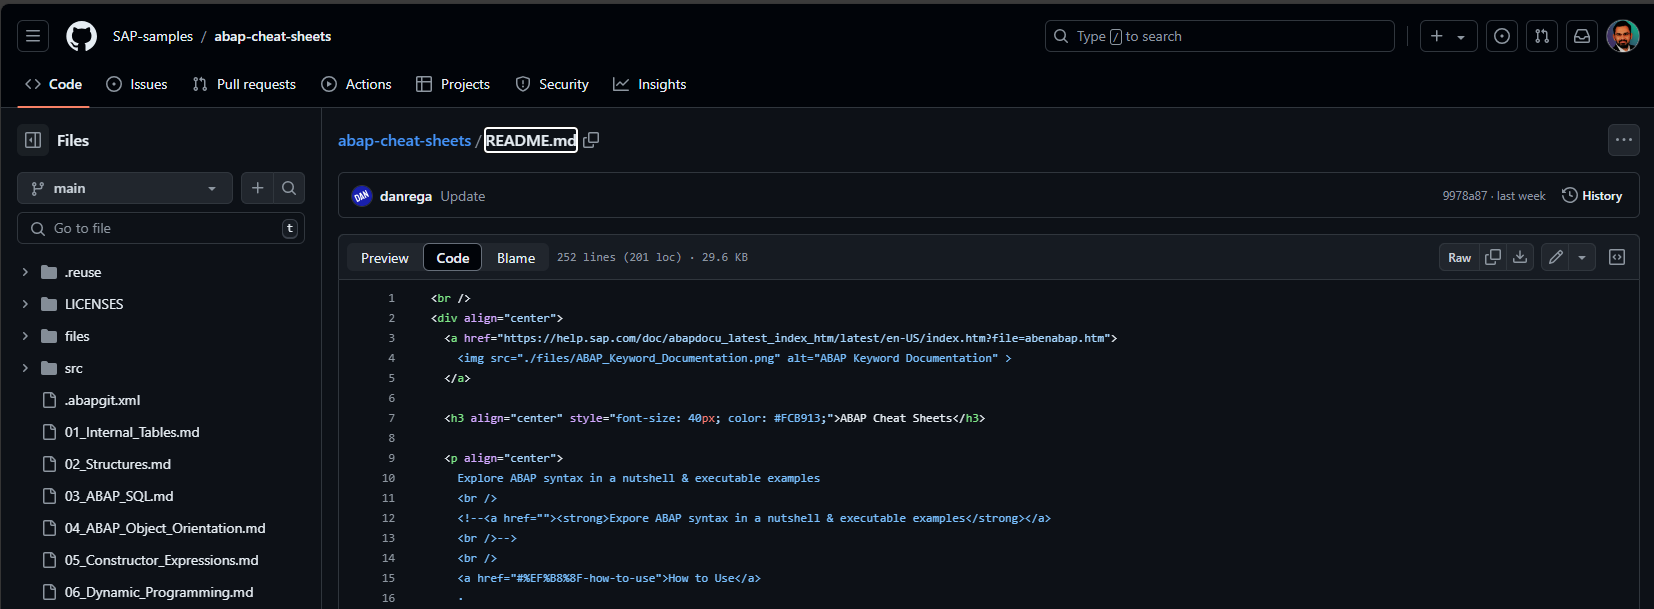 SAP-samples / abap-cheat-sheets
Type / to search
Code Issues Pull requests Actions Projects Security Insights
Files
main
Go to file t
.reuse
LICENSES
files
src
.abapgit.xml
01_Internal_Tables.md
02_Structures.md
03_ABAP_SQL.md
04_ABAP_Object_Orientation.md
05_Constructor_Expressions.md
06_Dynamic_Programming.md
abap-cheat-sheets / README.md
DAN danrega Update 9978a87 · last week History
Preview Code Blame 252 lines (201 loc) · 29.6 KB Raw
1 <br />
2 <div align="center">
3 <a href="https://help.sap.com/doc/abapdocu_latest_index_htm/latest/en-US/index.htm?file=abenabap.htm">
4 <img src="./files/ABAP_Keyword_Documentation.png" alt="ABAP Keyword Documentation" >
5 </a>
6
7 <h3 align="center" style="font-size: 40px; color: #FCB913;">ABAP Cheat Sheets</h3>
8
9 <p align="center">
10 Explore ABAP syntax in a nutshell & executable examples
11 <br />
12 <!--<a href=""><strong>Expore ABAP syntax in a nutshell & executable examples</strong></a>
13 <br />-->
14 <br />
15 <a href="#%EF%B8%8F-how-to-use">How to Use</a>
16 ·